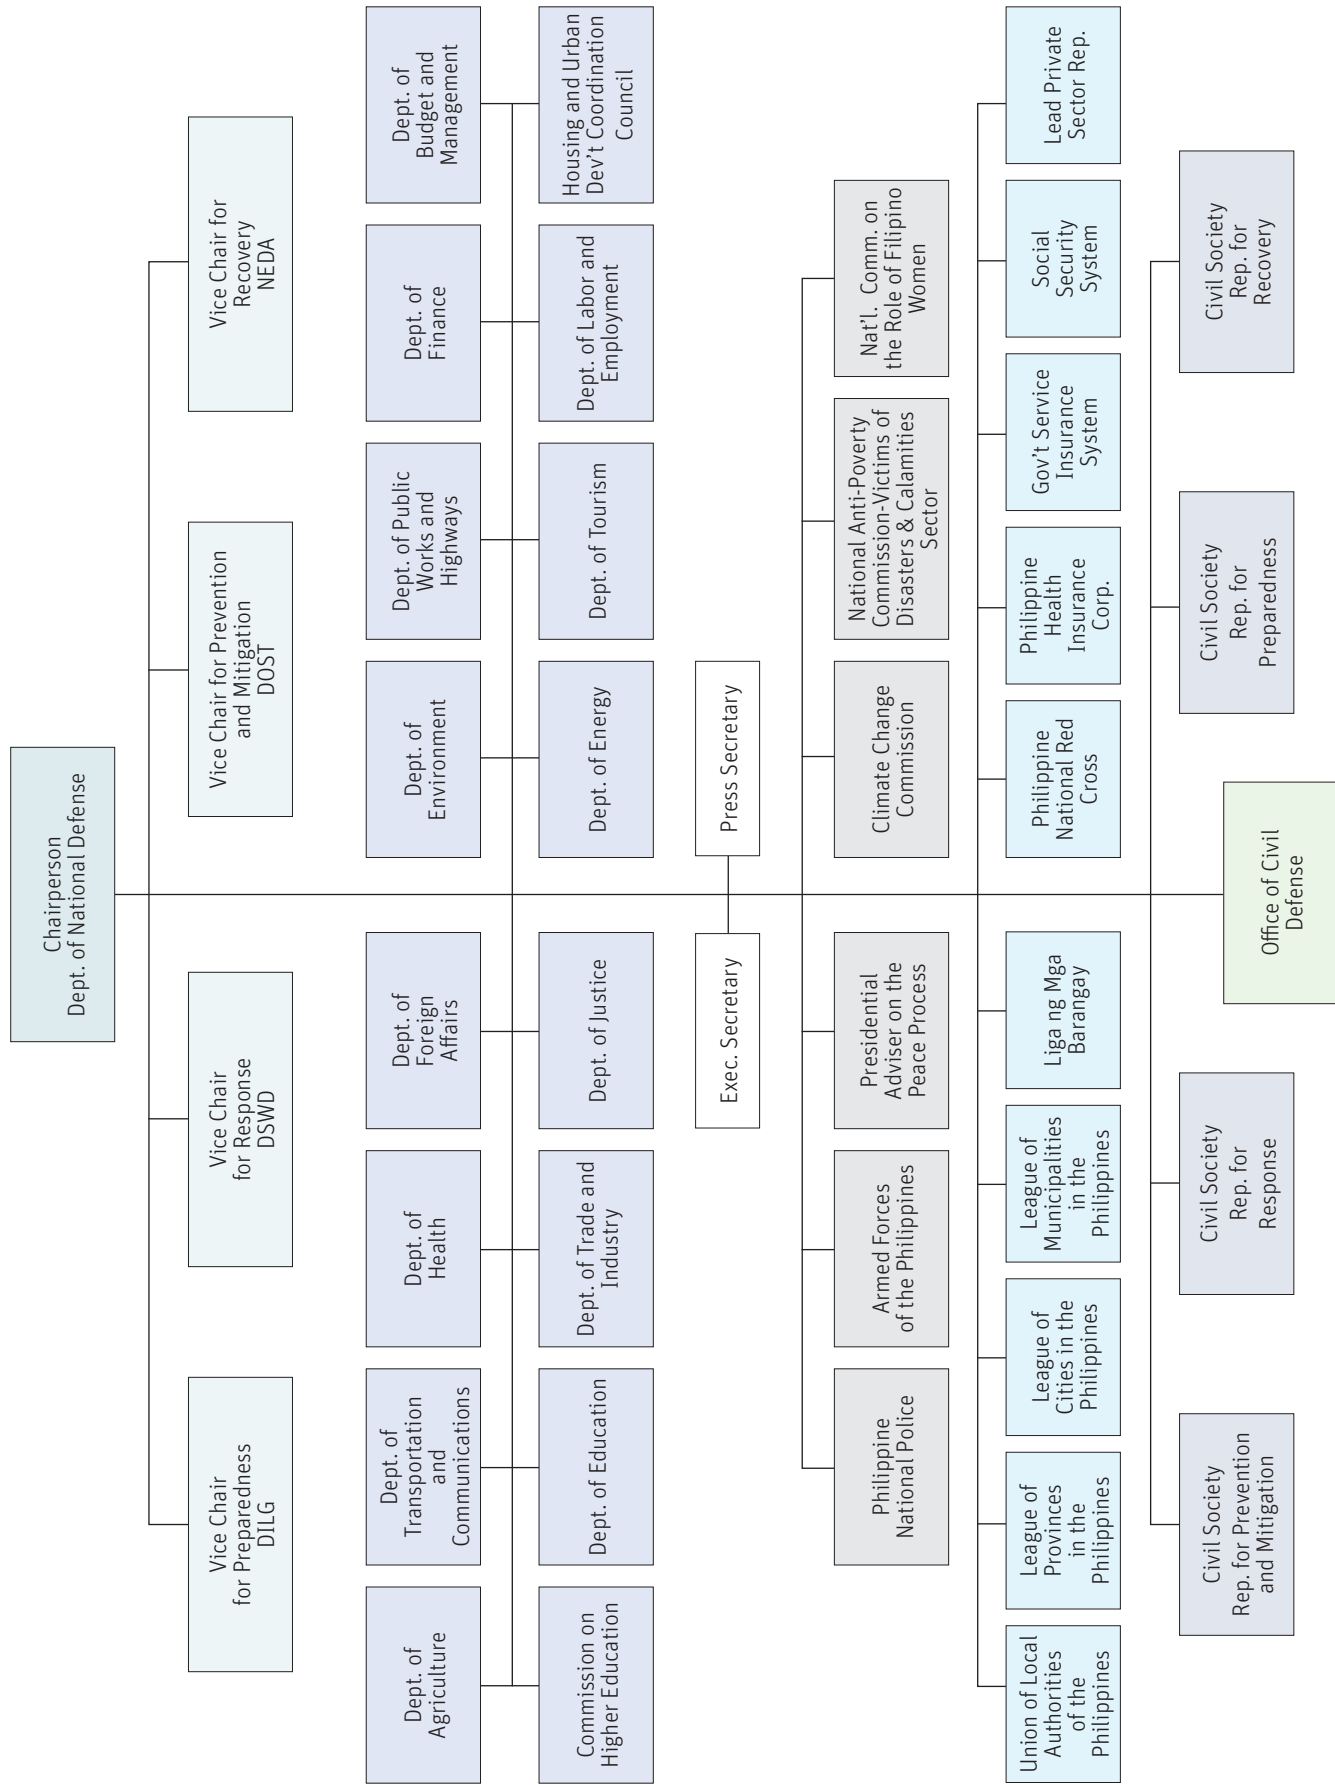 Chairperson
Dept. of National Defense
Vice Chair
for Preparedness
DILG
Vice Chair
for Response
DSWD
Vice Chair for Prevention
and Mitigation
DOST
Vice Chair for
Recovery
NEDA
Dept. of
Agriculture
Dept. of
Transportation
and
Communications
Dept. of
Health
Dept. of
Foreign
Affairs
Dept. of
Environment
Dept. of Public
Works and
Highways
Dept. of
Finance
Dept. of
Budget and
Management
Commission on
Higher Education
Dept. of Education
Dept. of Trade and
Industry
Dept. of Justice
Dept. of Energy
Dept. of Tourism
Dept. of Labor and
Employment
Housing and Urban
Dev't Coordination
Council
Exec. Secretary
Press Secretary
Philippine
National Police
Armed Forces
of the Philippines
Presidential
Adviser on the
Peace Process
Climate Change
Commission
National Anti-Poverty
Commission-Victims of
Disasters & Calamities
Sector
Nat'l. Comm. on
the Role of Filipino
Women
Union of Local
Authorities
of the
Philippines
League of
Provinces
in the
Philippines
League of
Cities in the
Philippines
League of
Municipalities
in the
Philippines
Liga ng Mga
Barangay
Philippine
National Red
Cross
Philippine
Health
Insurance
Corp.
Gov't Service
Insurance
System
Social
Security
System
Lead Private
Sector Rep.
Civil Society
Rep. for Prevention
and Mitigation
Civil Society
Rep. for
Response
Civil Society
Rep. for
Preparedness
Civil Society
Rep. for
Recovery
Office of Civil
Defense